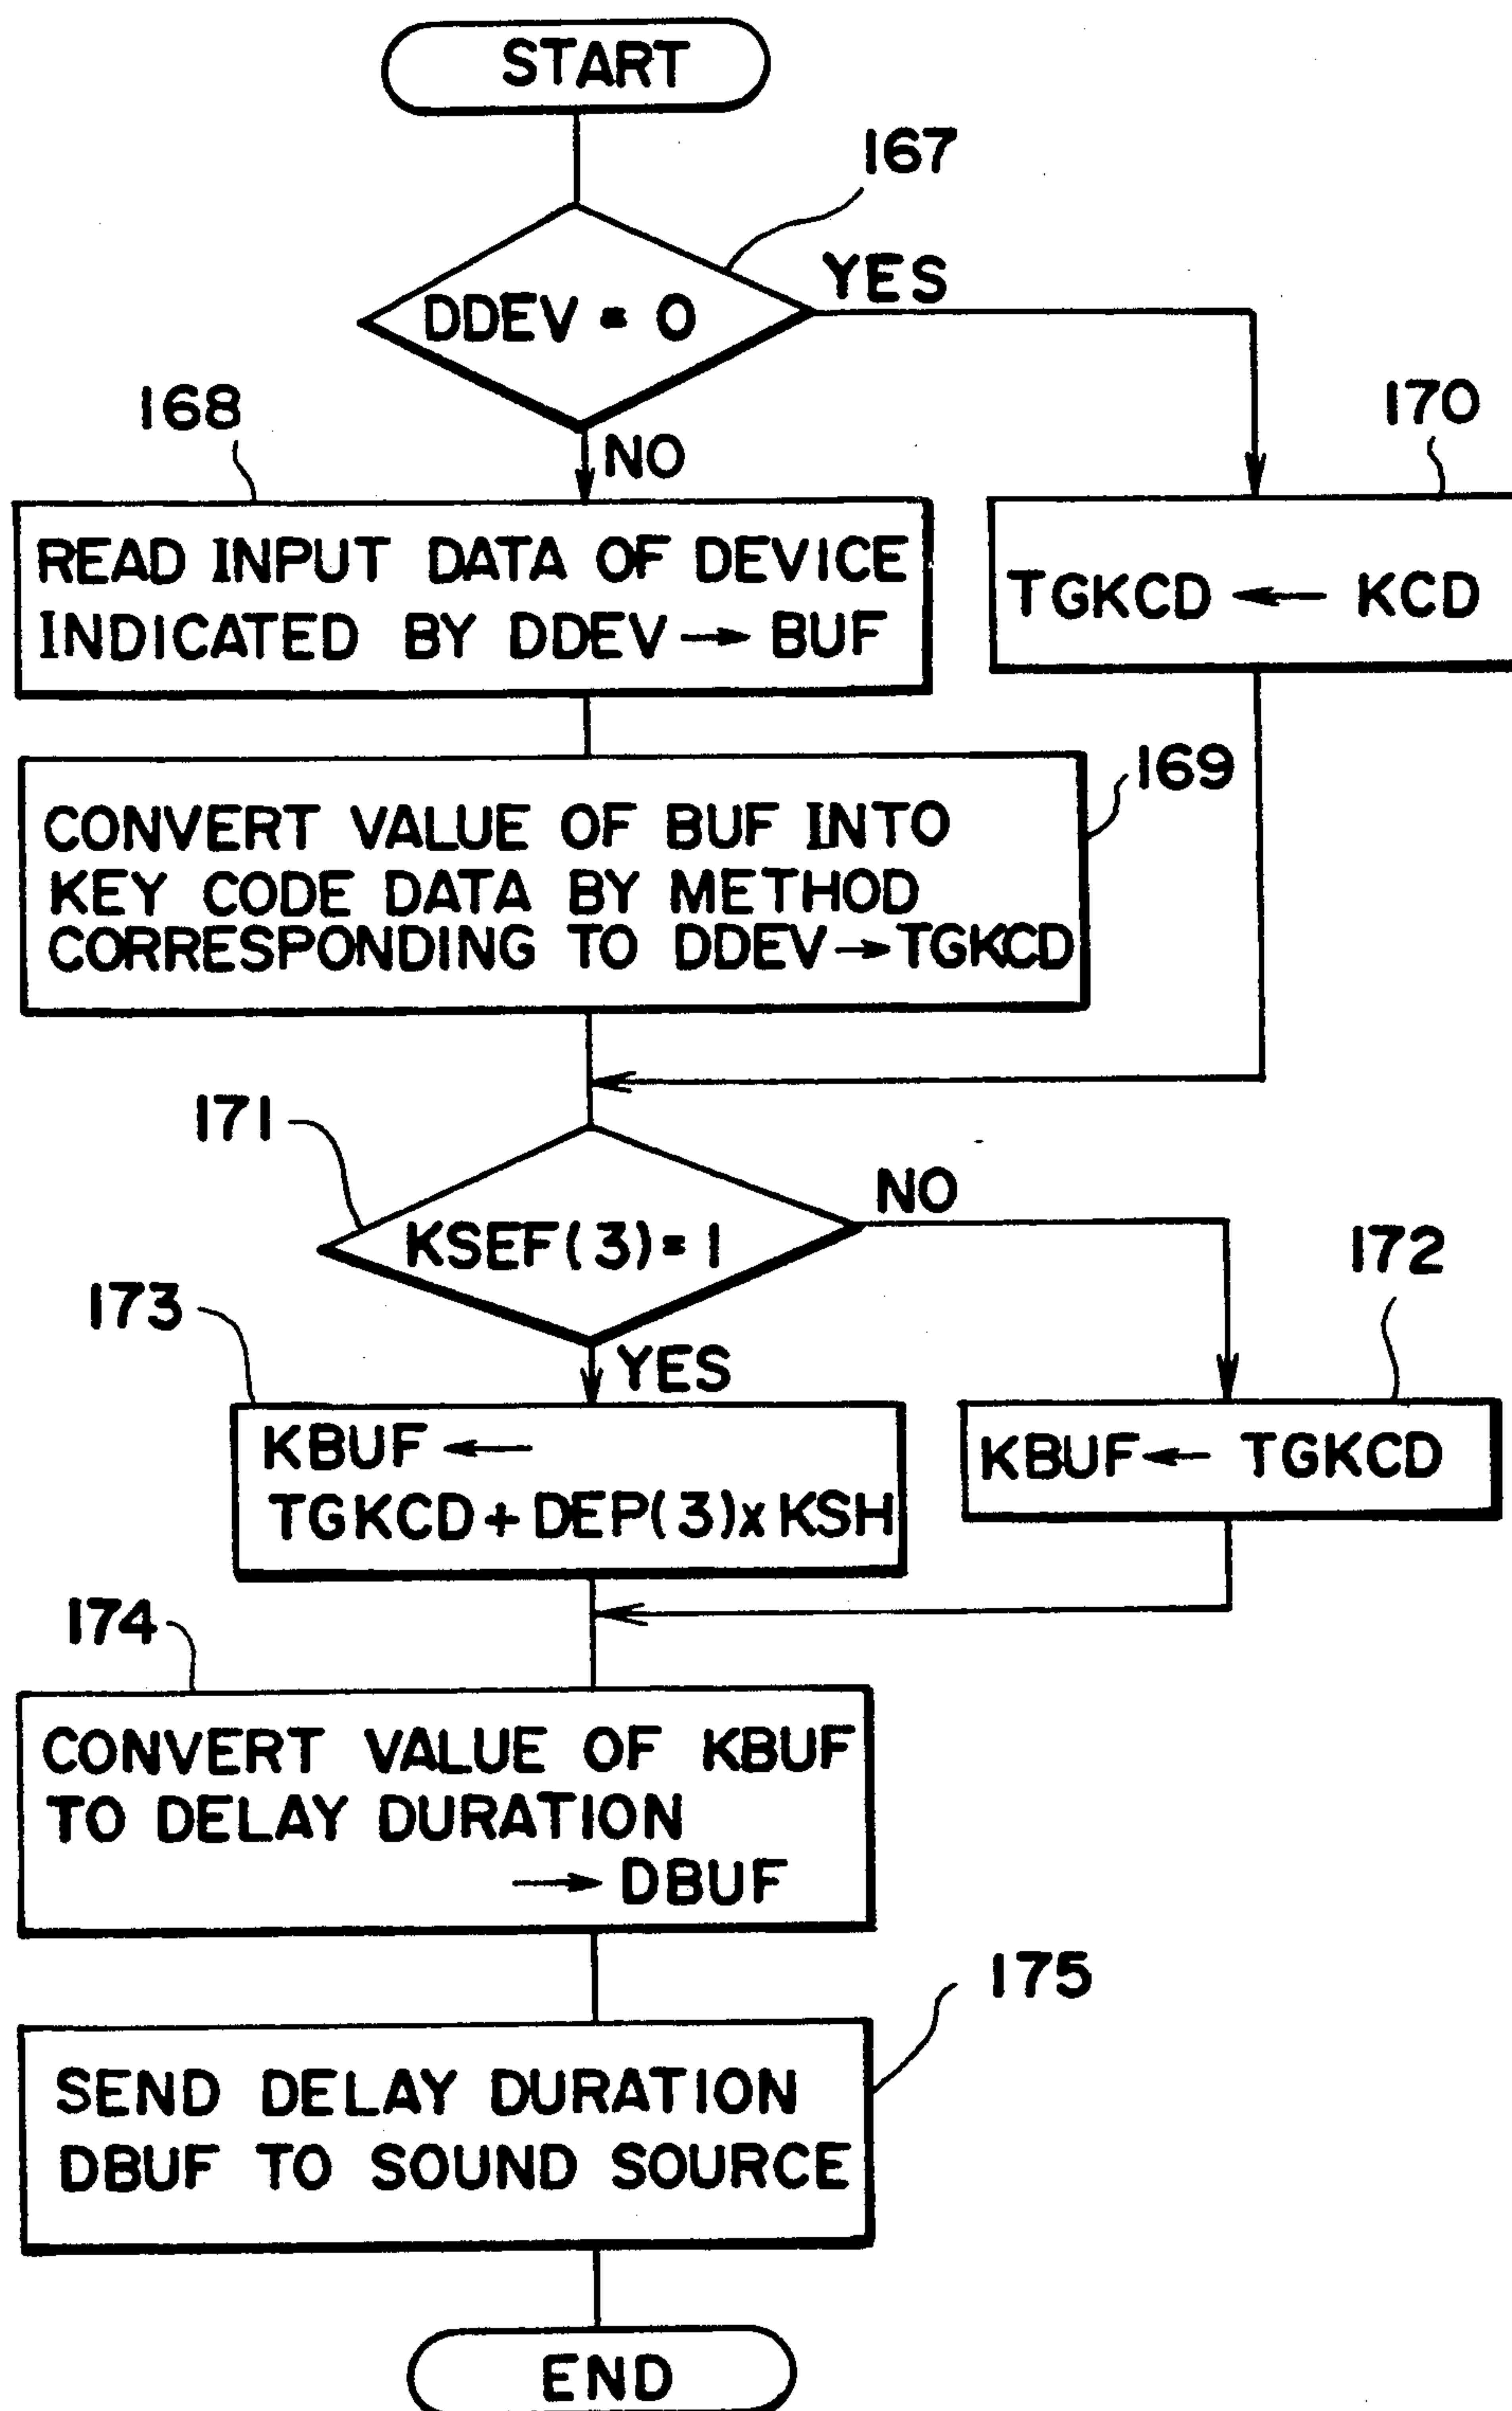 START
167
DDEV = 0
YES
168
NO
170
READ INPUT DATA OF DEVICE
INDICATED BY DDEV → BUF
TGKCD ← KCD
169
CONVERT VALUE OF BUF INTO
KEY CODE DATA BY METHOD
CORRESPONDING TO DDEV → TGKCD
171
KSEF(3) = 1
NO
172
173
YES
KBUF ←
TGKCD + DEP(3) x KSH
KBUF ← TGKCD
174
CONVERT VALUE OF KBUF
TO DELAY DURATION
→ DBUF
175
SEND DELAY DURATION
DBUF TO SOUND SOURCE
END